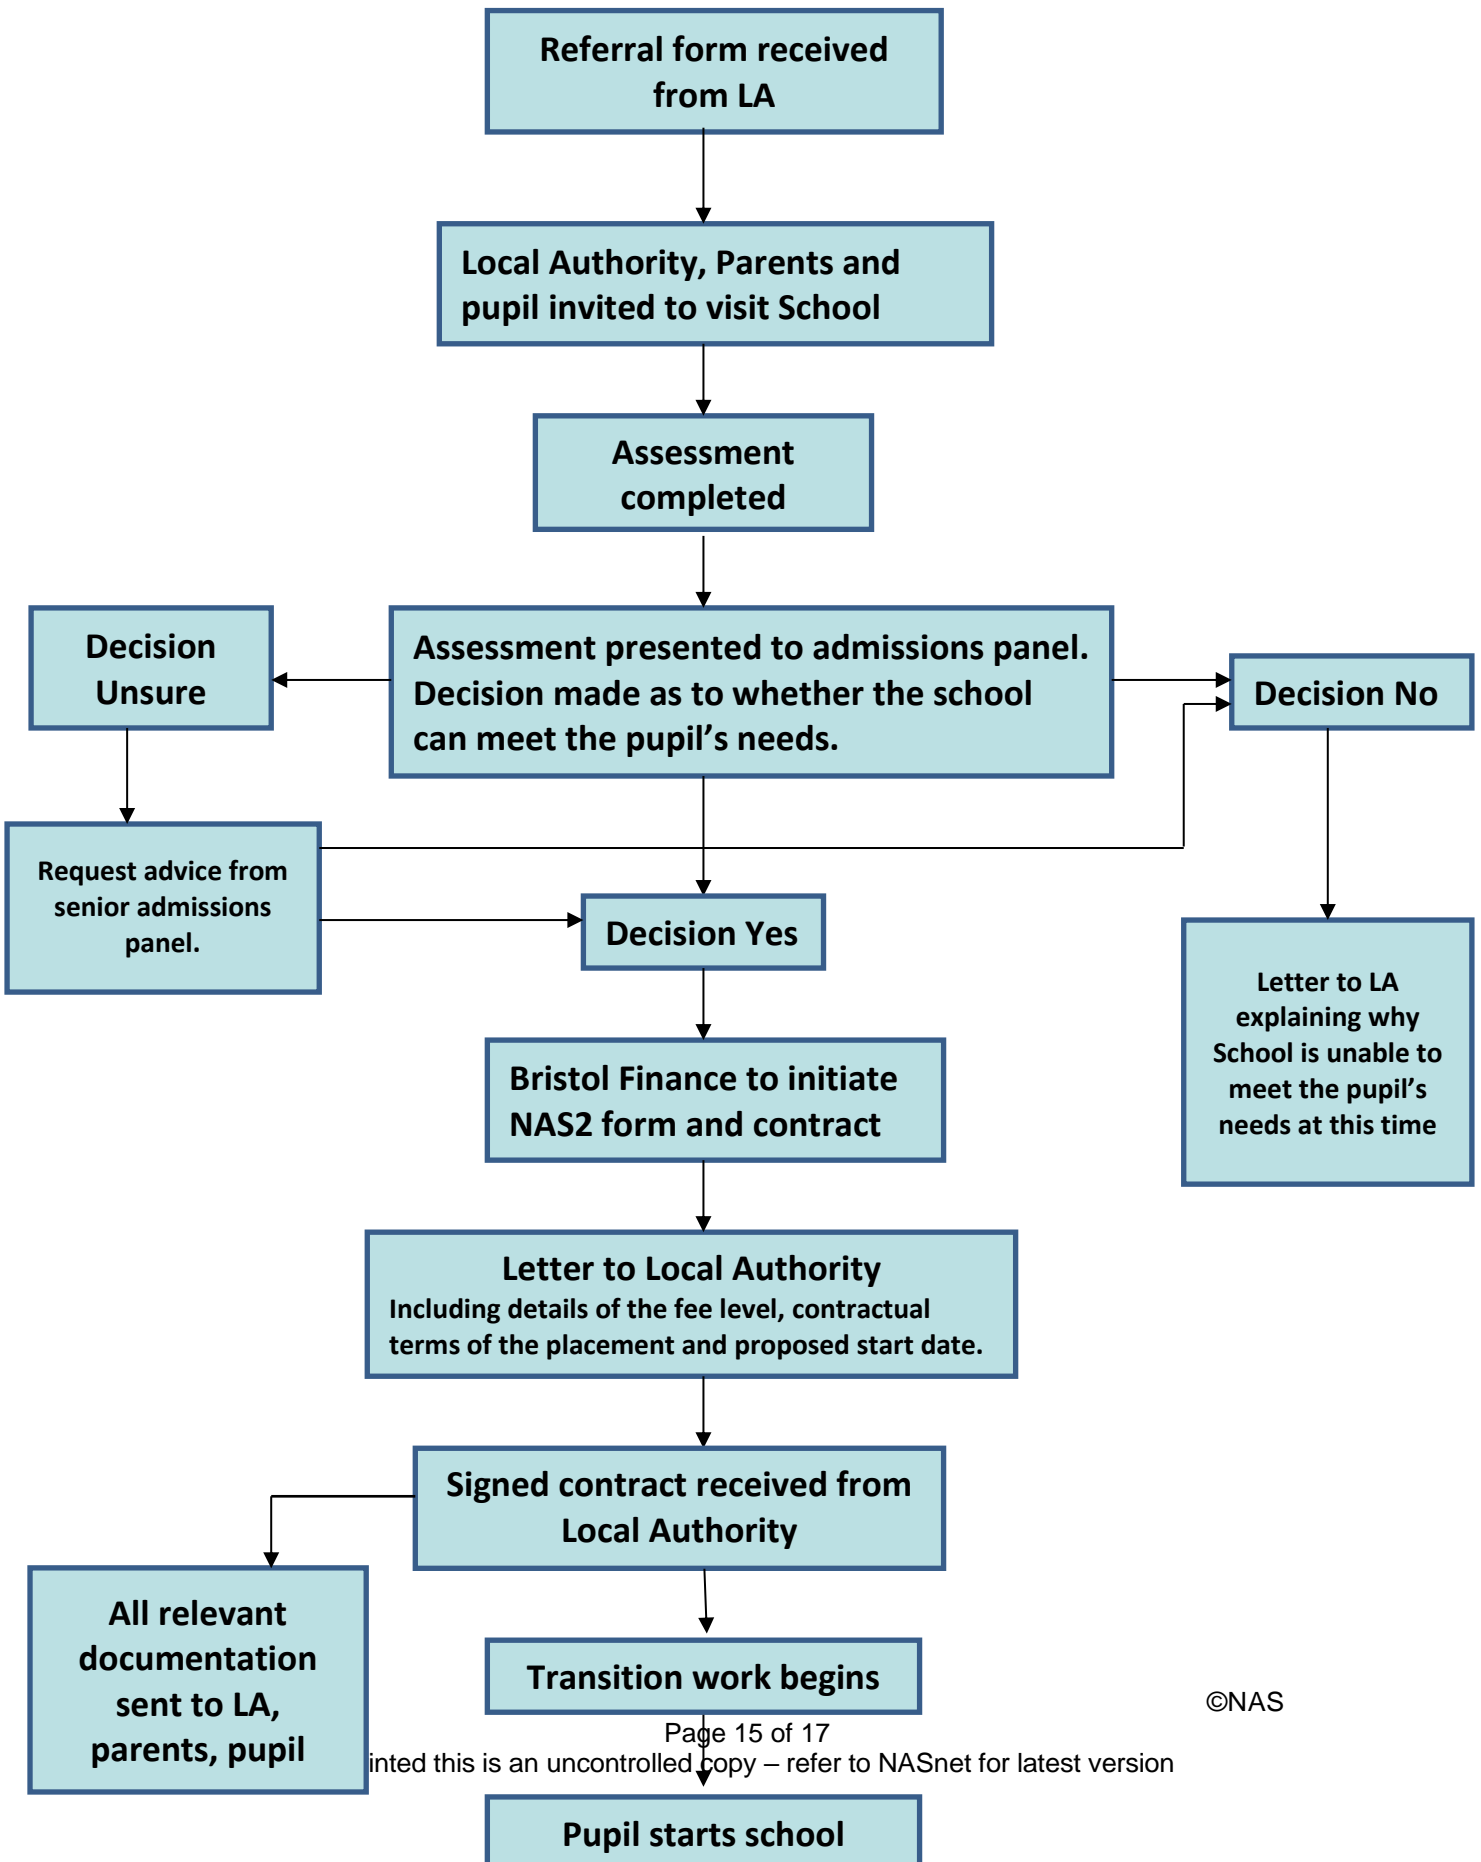 Referral form received
from LA
Local Authority, Parents and
pupil invited to visit School
Assessment
completed
Decision
Unsure
Assessment presented to admissions panel.
Decision made as to whether the school
can meet the pupil’s needs.
Decision No
Request advice from
senior admissions
panel.
Decision Yes
Letter to LA
explaining why
School is unable to
meet the pupil’s
needs at this time
Bristol Finance to initiate
NAS2 form and contract
Letter to Local Authority
Including details of the fee level, contractual
terms of the placement and proposed start date.
Signed contract received from
Local Authority
All relevant
documentation
sent to LA,
parents, pupil
Transition work begins
©NAS
Page 15 of 17
inted this is an uncontrolled copy – refer to NASnet for latest version
Pupil starts school